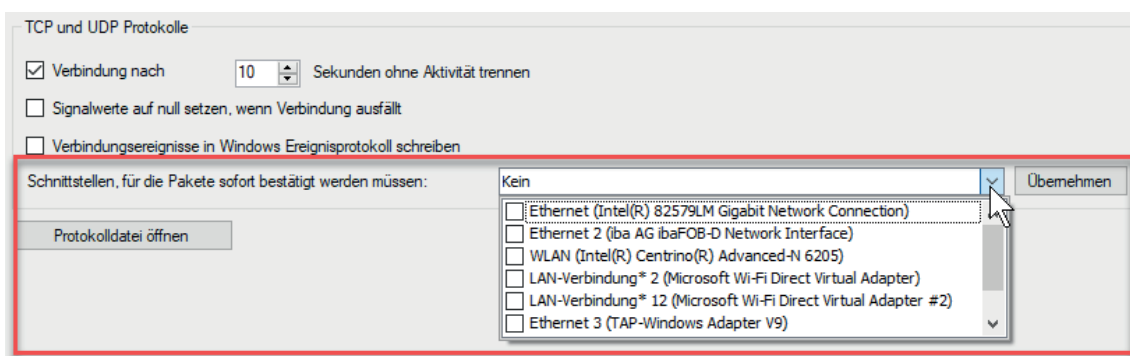 TCP und UDP Protokolle
Verbindung nach 10 Sekunden ohne Aktivität trennen
Signalwerte auf null setzen, wenn Verbindung ausfällt
Verbindungsereignisse in Windows Ereignisprotokoll schreiben
Schnittstellen, für die Pakete sofort bestätigt werden müssen: Kein Übernehmen
Ethernet (Intel(R) 82579LM Gigabit Network Connection)
Protokolldatei öffnen Ethernet 2 (iba AG ibaFOB-D Network Interface)
WLAN (Intel(R) Centrino(R) Advanced-N 6205)
LAN-Verbindung* 2 (Microsoft Wi-Fi Direct Virtual Adapter)
LAN-Verbindung* 12 (Microsoft Wi-Fi Direct Virtual Adapter #2)
Ethernet 3 (TAP-Windows Adapter V9)